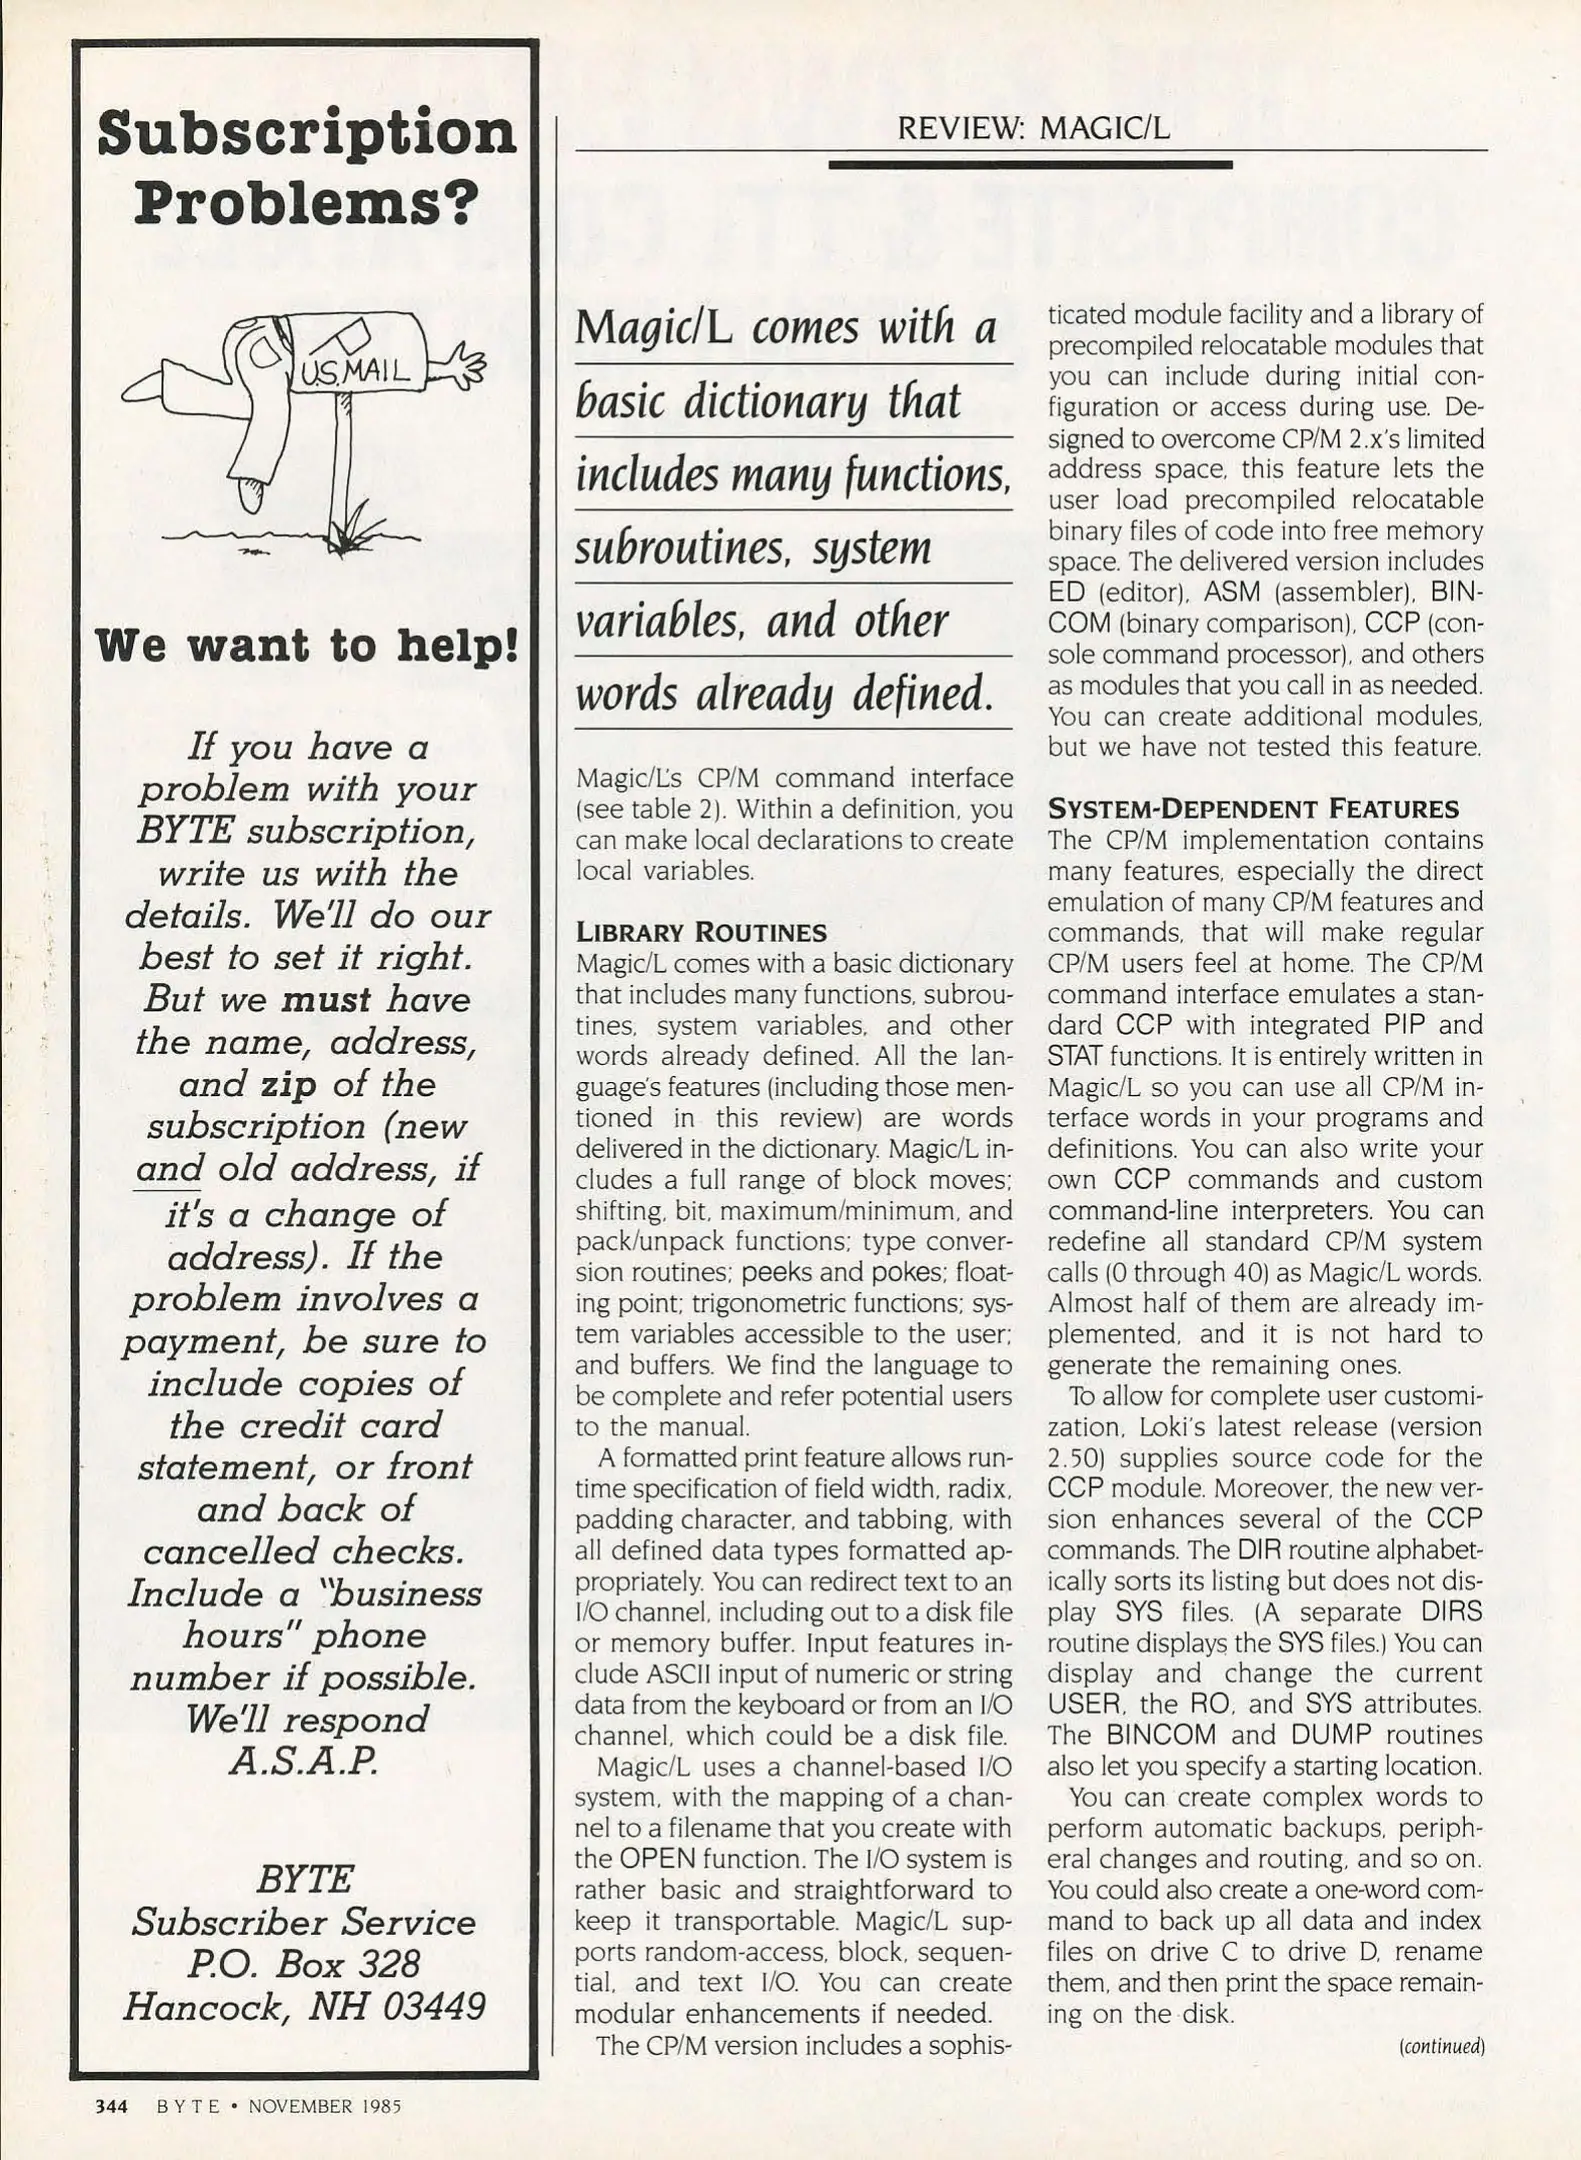 Subscription
Problems?
U.S. MAIL
We want to help!
If you have a
problem with your
BYTE subscription,
write us with the
details. We'll do our
best to set it right.
But we must have
the name, address,
and zip of the
subscription (new
and old address, if
it's a change of
address). If the
problem involves a
payment, be sure to
include copies of
the credit card
statement, or front
and back of
cancelled checks.
Include a "business
hours" phone
number if possible.
We'll respond
A.S.A.P.
BYTE
Subscriber Service
P.O. Box 328
Hancock, NH 03449
REVIEW: MAGIC/L
Magic/L comes with a
basic dictionary that
includes many functions,
subroutines, system
variables, and other
words already defined.
Magic/L's CP/M command interface
(see table 2). Within a definition, you
can make local declarations to create
local variables.
LIBRARY ROUTINES
Magic/L comes with a basic dictionary
that includes many functions, subrou-
tines, system variables, and other
words already defined. All the lan-
guage's features (including those men-
tioned in this review) are words
delivered in the dictionary. Magic/L in-
cludes a full range of block moves;
shifting, bit, maximum/minimum, and
pack/unpack functions; type conver-
sion routines; peeks and pokes; float-
ing point; trigonometric functions; sys-
tem variables accessible to the user;
and buffers. We find the language to
be complete and refer potential users
to the manual.
A formatted print feature allows run-
time specification of field width, radix,
padding character, and tabbing, with
all defined data types formatted ap-
propriately. You can redirect text to an
I/O channel, including out to a disk file
or memory buffer. Input features in-
clude ASCII input of numeric or string
data from the keyboard or from an I/O
channel, which could be a disk file.
Magic/L uses a channel-based I/O
system, with the mapping of a chan-
nel to a filename that you create with
the OPEN function. The I/O system is
rather basic and straightforward to
keep it transportable. Magic/L sup-
ports random-access, block, sequen-
tial, and text I/O. You can create
modular enhancements if needed.
The CP/M version includes a sophis-
ticated module facility and a library of
precompiled relocatable modules that
you can include during initial con-
figuration or access during use. De-
signed to overcome CP/M 2.x's limited
address space, this feature lets the
user load precompiled relocatable
binary files of code into free memory
space. The delivered version includes
ED (editor), ASM (assembler), BIN-
COM (binary comparison), CCP (con-
sole command processor), and others
as modules that you call in as needed.
You can create additional modules,
but we have not tested this feature.
SYSTEM-DEPENDENT FEATURES
The CP/M implementation contains
many features, especially the direct
emulation of many CP/M features and
commands, that will make regular
CP/M users feel at home. The CP/M
command interface emulates a stan-
dard CCP with integrated PIP and
STAT functions. It is entirely written in
Magic/L so you can use all CP/M in-
terface words in your programs and
definitions. You can also write your
own CCP commands and custom
command-line interpreters. You can
redefine all standard CP/M system
calls (0 through 40) as Magic/L words.
Almost half of them are already im-
plemented, and it is not hard to
generate the remaining ones.
To allow for complete user customi-
zation, Loki's latest release (version
2.50) supplies source code for the
CCP module. Moreover, the new ver-
sion enhances several of the CCP
commands. The DIR routine alphabet-
ically sorts its listing but does not dis-
play SYS files. (A separate DIRS
routine displays the SYS files.) You can
display and change the current
USER, the RO, and SYS attributes.
The BINCOM and DUMP routines
also let you specify a starting location.
You can create complex words to
perform automatic backups, periph-
eral changes and routing, and so on.
You could also create a one-word com-
mand to back up all data and index
files on drive C to drive D, rename
them, and then print the space remain-
ing on the disk.
(continued)
344 BYTE • NOVEMBER 1985